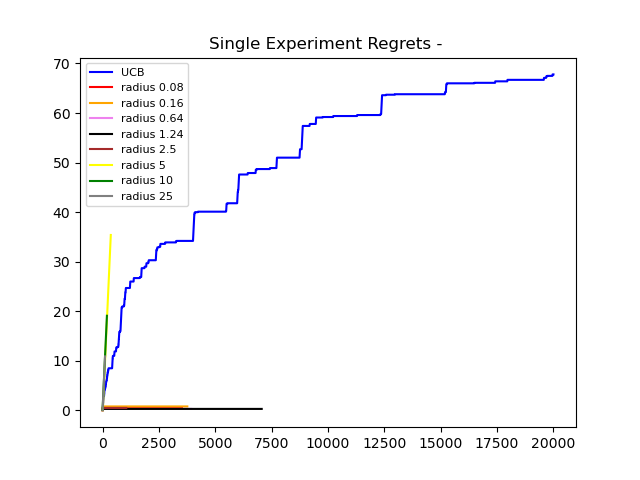 Single Experiment Regrets -
70
60
50
40
30
20
10
0
UCB
radius 0.08
radius 0.16
radius 0.64
radius 1.24
radius 2.5
radius 5
radius 10
radius 25
0 2500 5000 7500 10000 12500 15000 17500 20000